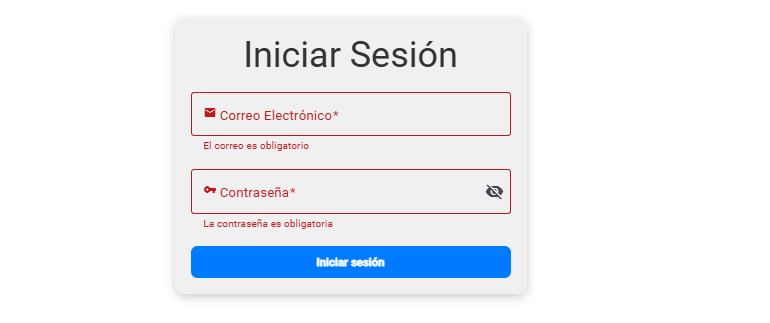 Iniciar Sesión
Correo Electrónico*
El correo es obligatorio
Contraseña*
La contraseña es obligatoria
Iniciar sesión